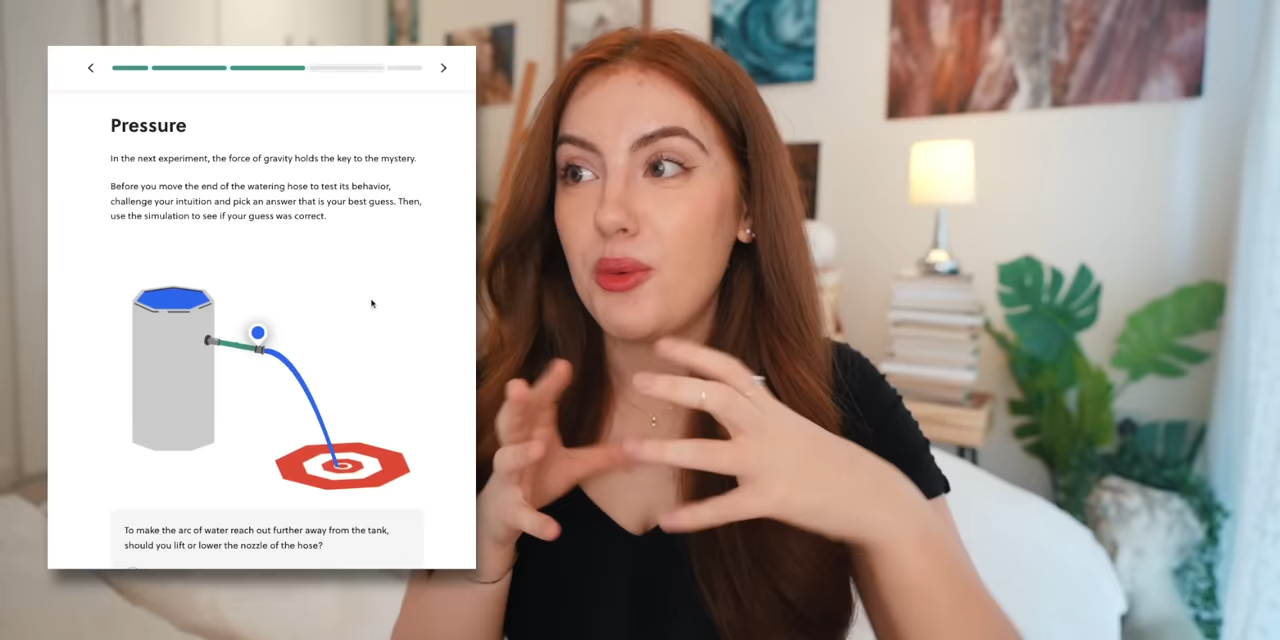 Pressure
In the next experiment, the force of gravity holds the key to the mystery.
Before you move the end of the watering hose to test its behavior,
challenge your intuition and pick an answer that is your best guess. Then,
use the simulation to see if your guess was correct.
To make the arc of water reach out further away from the tank,
should you lift or lower the nozzle of the hose?